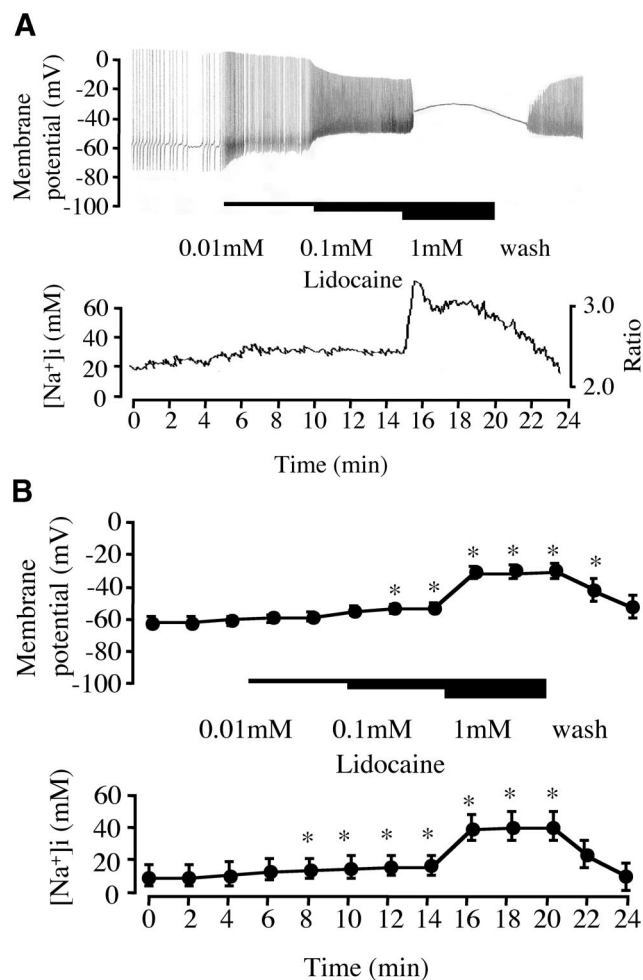 A
Membrane
potential (mV)
0
-20
-40
-60
-80
-100
0.01mM 0.1mM 1mM wash
Lidocaine
[Na⁺]i (mM)
60
40
20
0
3.0
2.0
Ratio
0 2 4 6 8 10 12 14 16 18 20 22 24
Time (min)
B
Membrane
potential (mV)
0
-20
-40
-60
-80
-100
* * * * * *
0.01mM 0.1mM 1mM wash
Lidocaine
[Na⁺]i (mM)
60
40
20
0
* * * * * * *
0 2 4 6 8 10 12 14 16 18 20 22 24
Time (min)